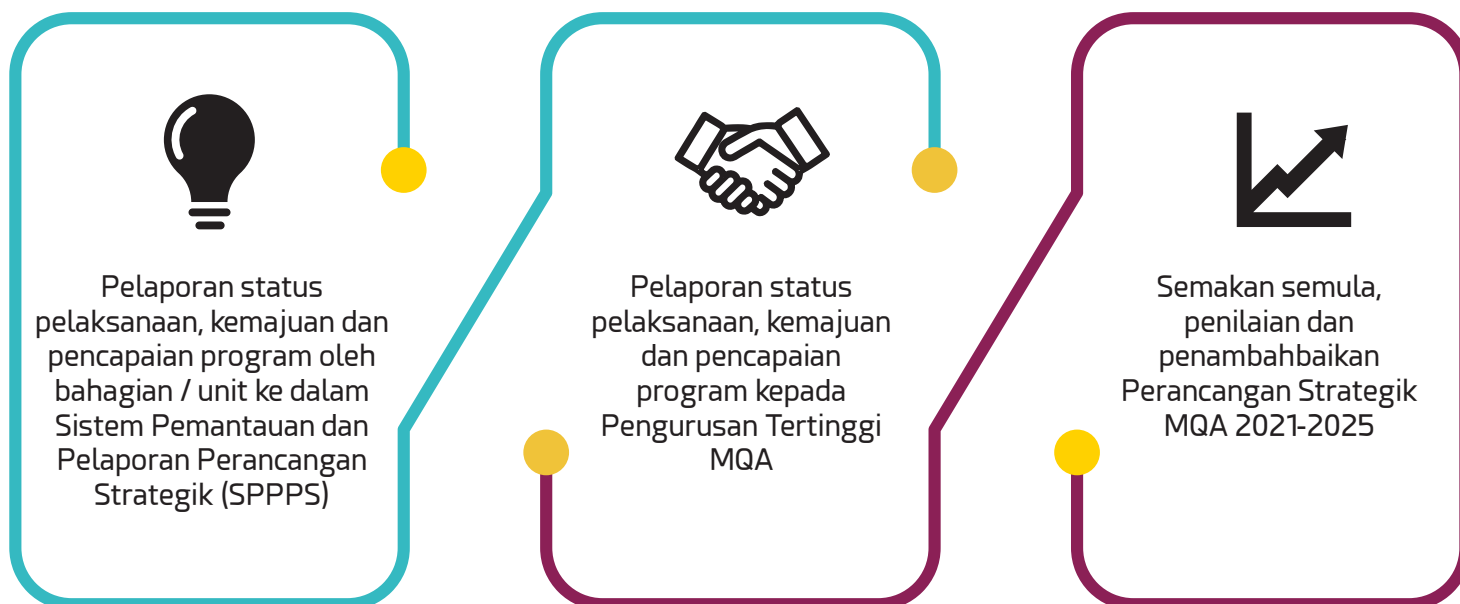 Pelaporan status
pelaksanaan, kemajuan dan
pencapaian program oleh
bahagian / unit ke dalam
Sistem Pemantauan dan
Pelaporan Perancangan
Strategik (SPPPS)
Pelaporan status
pelaksanaan, kemajuan
dan pencapaian
program kepada
Pengurusan Tertinggi
MQA
Semakan semula,
penilaian dan
penambahbaikan
Perancangan Strategik
MQA 2021-2025